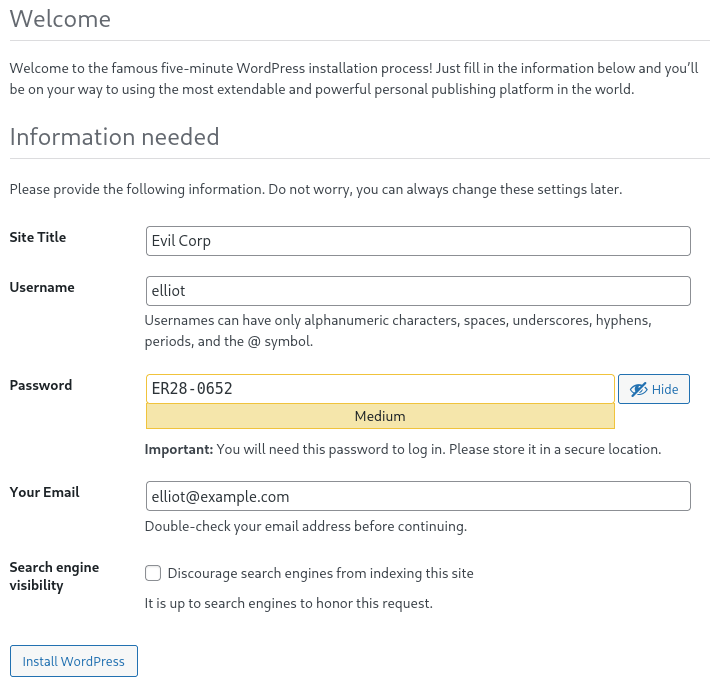 Welcome
Welcome to the famous five-minute WordPress installation process! Just fill in the information below and you’ll
be on your way to using the most extendable and powerful personal publishing platform in the world.
Information needed
Please provide the following information. Do not worry, you can always change these settings later.
Site Title
Evil Corp
Username
elliot
Usernames can have only alphanumeric characters, spaces, underscores, hyphens,
periods, and the @ symbol.
Password
ER28-0652
Hide
Medium
Important: You will need this password to log in. Please store it in a secure location.
Your Email
elliot@example.com
Double-check your email address before continuing.
Search engine
visibility
Discourage search engines from indexing this site
It is up to search engines to honor this request.
Install WordPress